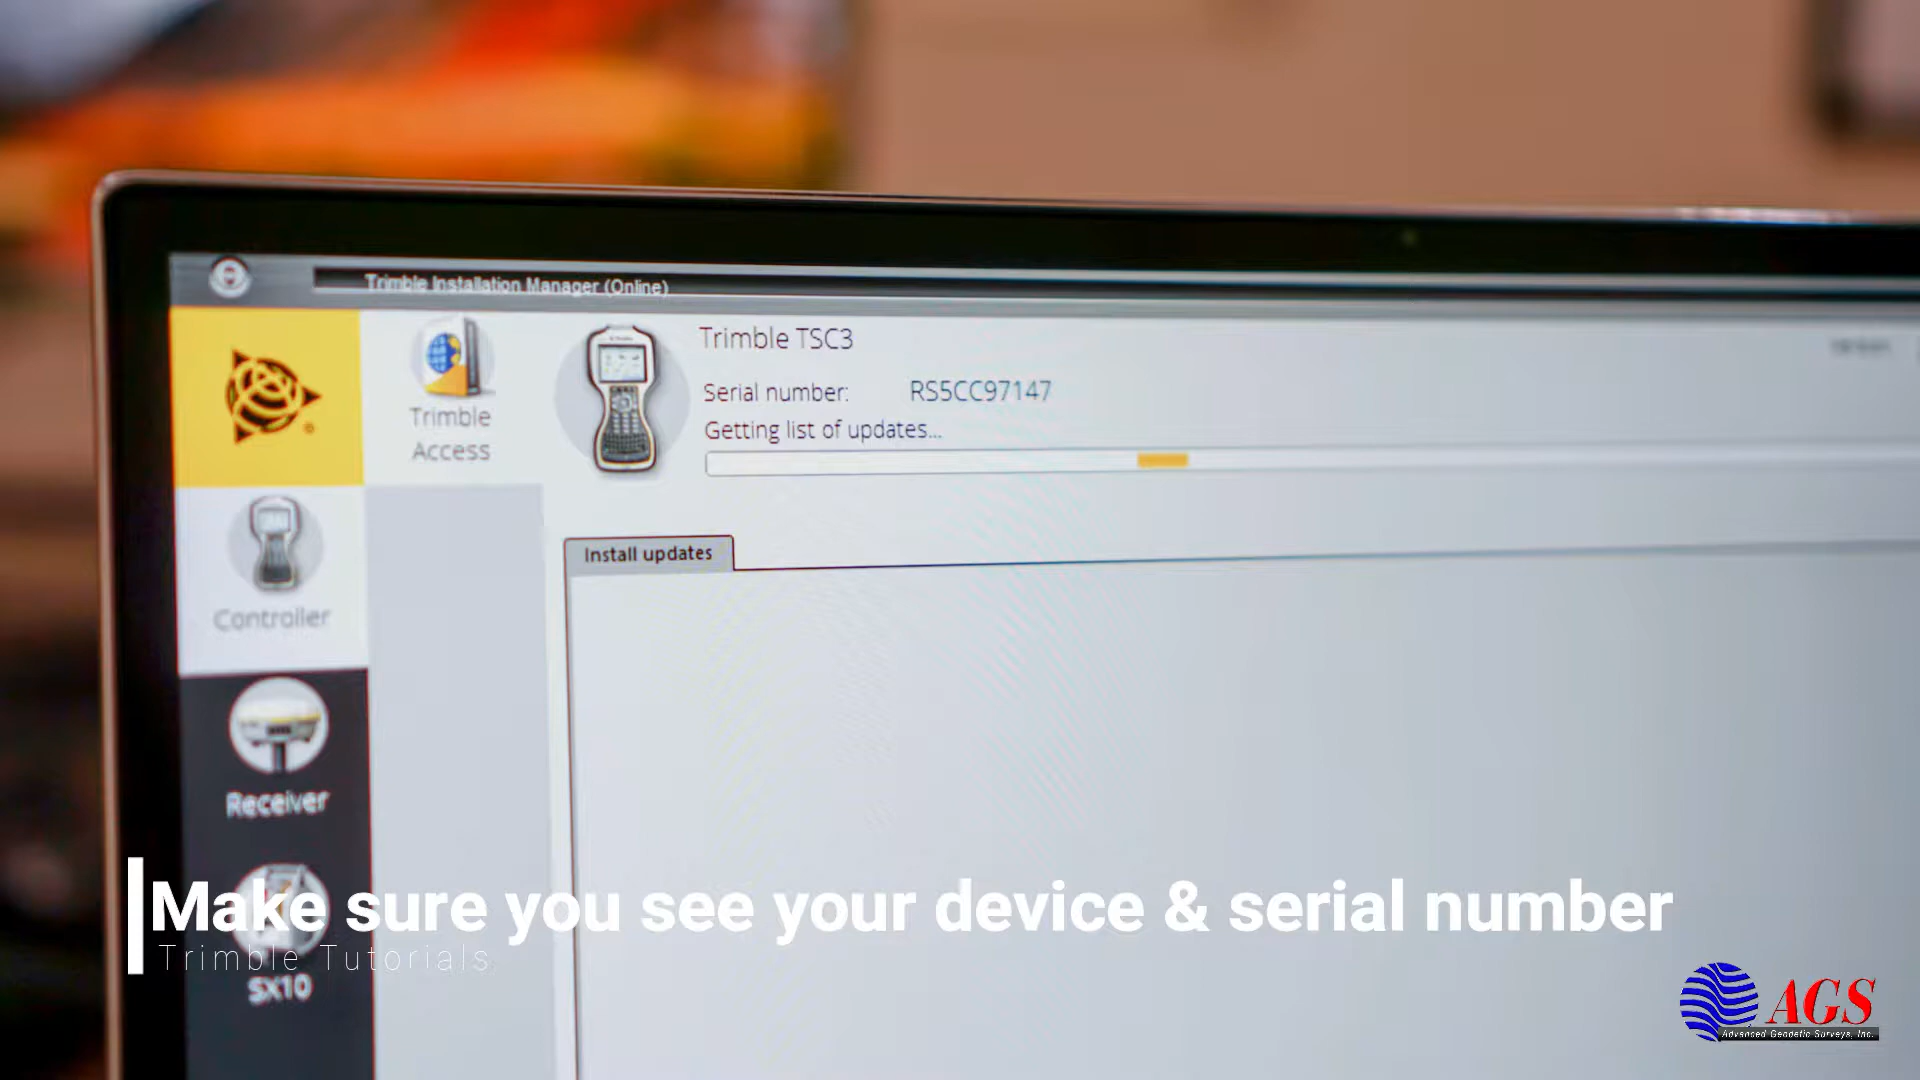 Trimble Installation Manager (Online)
Trimble TSC3
Serial number: RS5CC97147
Getting list of updates...
Trimble
Access
Install updates
Controller
Receiver
SX10
Make sure you see your device & serial number
Trimble Tutorials
AGS
Advanced Geodetic Surveys, Inc.